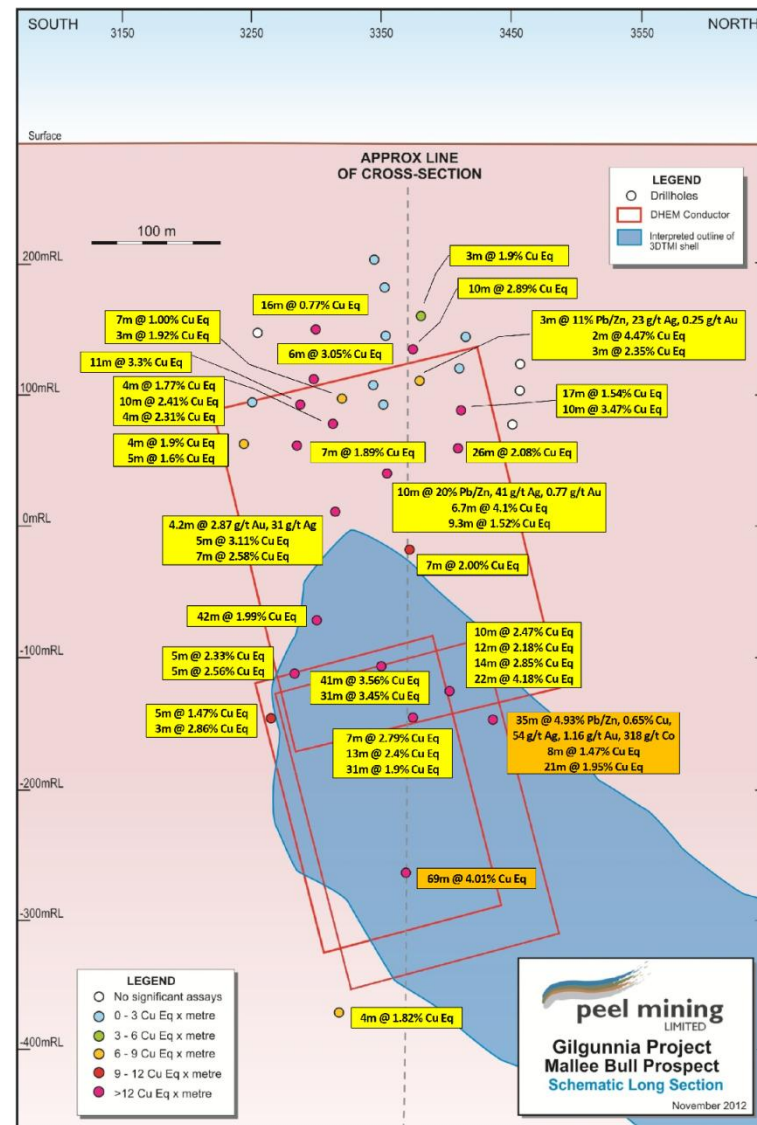 SOUTH
NORTH
3150
3250
3350
3450
3550
Surface
APPROX LINE
OF CROSS-SECTION
LEGEND
Drillholes
DHEM Conductor
Interpreted outline of
3DTMI shell
100 m
200mRL
3m @ 1.9% Cu Eq
10m @ 2.89% Cu Eq
16m @ 0.77% Cu Eq
7m @ 1.00% Cu Eq
3m @ 1.92% Cu Eq
3m @ 11% Pb/Zn, 23 g/t Ag, 0.25 g/t Au
2m @ 4.47% Cu Eq
3m @ 2.35% Cu Eq
6m @ 3.05% Cu Eq
11m @ 3.3% Cu Eq
100mRL
4m @ 1.77% Cu Eq
10m @ 2.41% Cu Eq
4m @ 2.31% Cu Eq
17m @ 1.54% Cu Eq
10m @ 3.47% Cu Eq
4m @ 1.9% Cu Eq
5m @ 1.6% Cu Eq
7m @ 1.89% Cu Eq
26m @ 2.08% Cu Eq
10m @ 20% Pb/Zn, 41 g/t Ag, 0.77 g/t Au
6.7m @ 4.1% Cu Eq
9.3m @ 1.52% Cu Eq
0mRL
4.2m @ 2.87 g/t Au, 31 g/t Ag
5m @ 3.11% Cu Eq
7m @ 2.58% Cu Eq
7m @ 2.00% Cu Eq
42m @ 1.99% Cu Eq
-100mRL
10m @ 2.47% Cu Eq
12m @ 2.18% Cu Eq
14m @ 2.85% Cu Eq
22m @ 4.18% Cu Eq
5m @ 2.33% Cu Eq
5m @ 2.56% Cu Eq
41m @ 3.56% Cu Eq
31m @ 3.45% Cu Eq
5m @ 1.47% Cu Eq
3m @ 2.86% Cu Eq
7m @ 2.79% Cu Eq
13m @ 2.4% Cu Eq
31m @ 1.9% Cu Eq
35m @ 4.93% Pb/Zn, 0.65% Cu,
54 g/t Ag, 1.16 g/t Au, 318 g/t Co
8m @ 1.47% Cu Eq
21m @ 1.95% Cu Eq
-200mRL
69m @ 4.01% Cu Eq
-300mRL
4m @ 1.82% Cu Eq
-400mRL
LEGEND
No significant assays
0 - 3 Cu Eq x metre
3 - 6 Cu Eq x metre
6 - 9 Cu Eq x metre
9 - 12 Cu Eq x metre
>12 Cu Eq x metre
peel mining
LIMITED
Gilgunnia Project
Mallee Bull Prospect
Schematic Long Section
November 2012